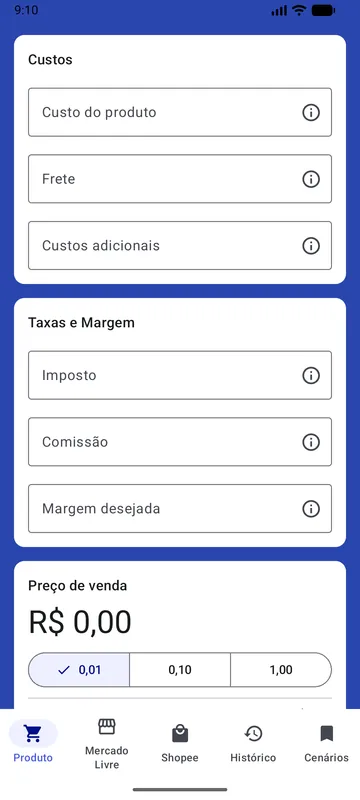 9:10
Custos
Custo do produto
Frete
Custos adicionais
Taxas e Margem
Imposto
Comissão
Margem desejada
Preço de venda
R$ 0,00
0,01
0,10
1,00
Produto
Mercado
Livre
Shopee
Histórico
Cenários